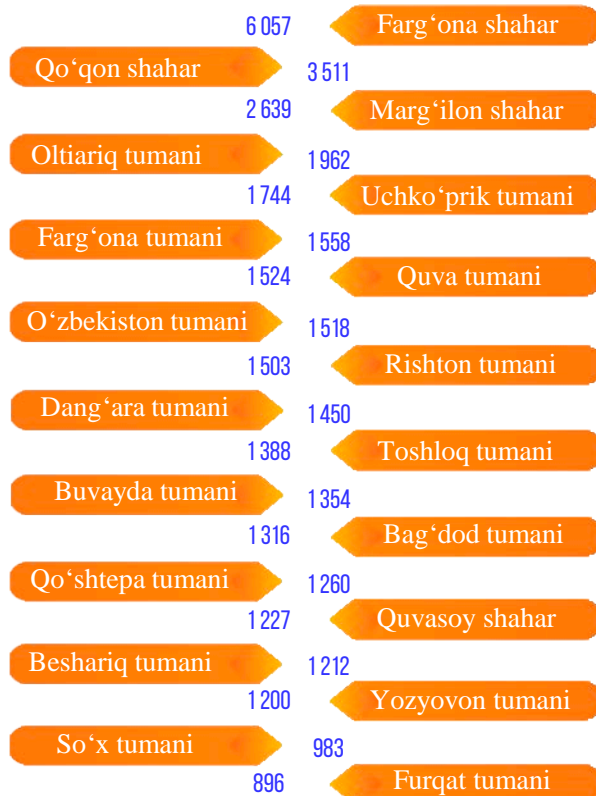 6 057 Farg‘ona shahar
Qo‘qon shahar 3 511
2 639 Marg‘ilon shahar
Oltiariq tumani 1 962
1 744 Uchko‘prik tumani
Farg‘ona tumani 1 558
1 524 Quva tumani
O‘zbekiston tumani 1 518
1 503 Rishton tumani
Dang‘ara tumani 1 450
1 388 Toshloq tumani
Buvayda tumani 1 354
1 316 Bag‘dod tumani
Qo‘shtepa tumani 1 260
1 227 Quvasoy shahar
Beshariq tumani 1 212
1 200 Yozyovon tumani
So‘x tumani 983
896 Furqat tumani